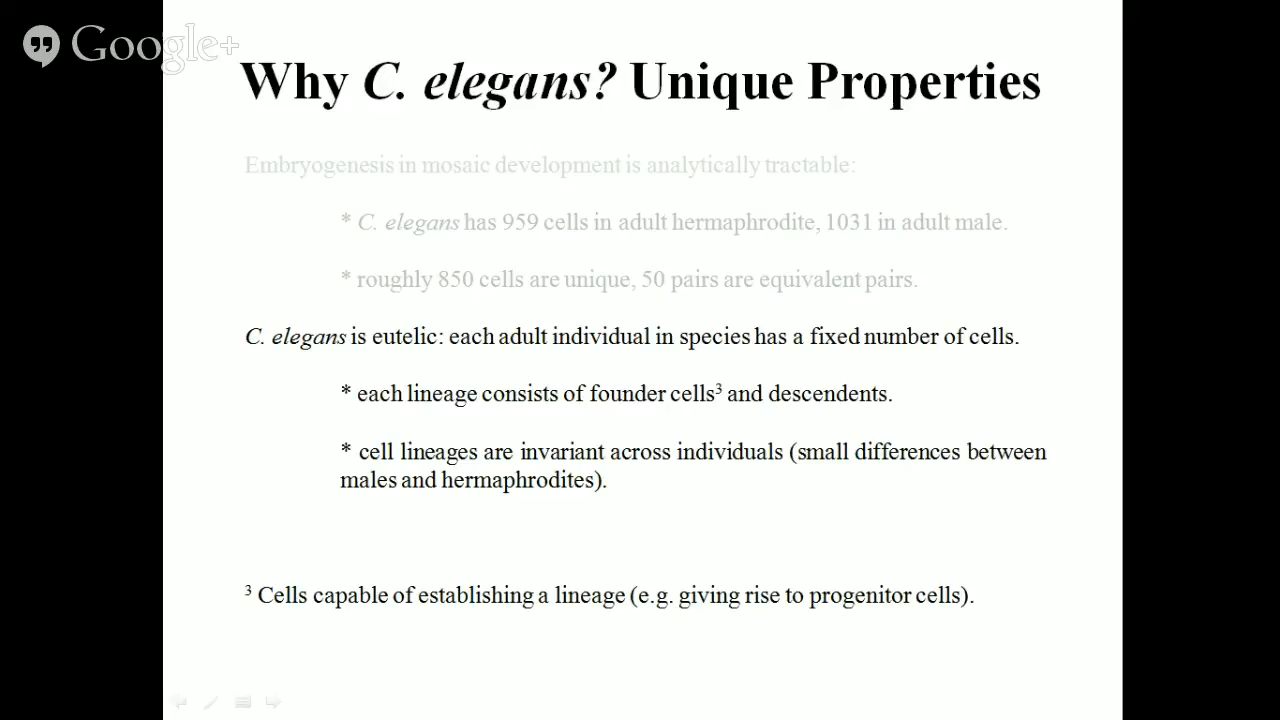 Google+
Why C. elegans? Unique Properties
Embryogenesis in mosaic development is analytically tractable:
* C. elegans has 959 cells in adult hermaphrodite, 1031 in adult male.
* roughly 850 cells are unique, 50 pairs are equivalent pairs.
C. elegans is eutelic: each adult individual in species has a fixed number of cells.
* each lineage consists of founder cells³ and descendents.
* cell lineages are invariant across individuals (small differences between
males and hermaphrodites).
³ Cells capable of establishing a lineage (e.g. giving rise to progenitor cells).